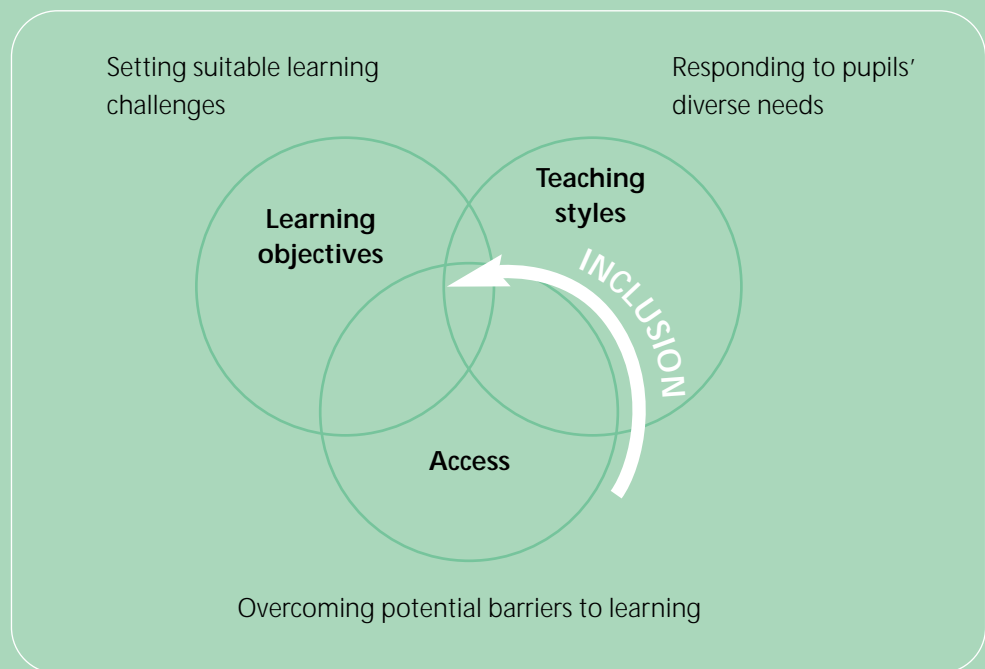 Setting suitable learning
challenges
Responding to pupils’
diverse needs
Teaching
styles
Learning
objectives
INCLUSION
Access
Overcoming potential barriers to learning